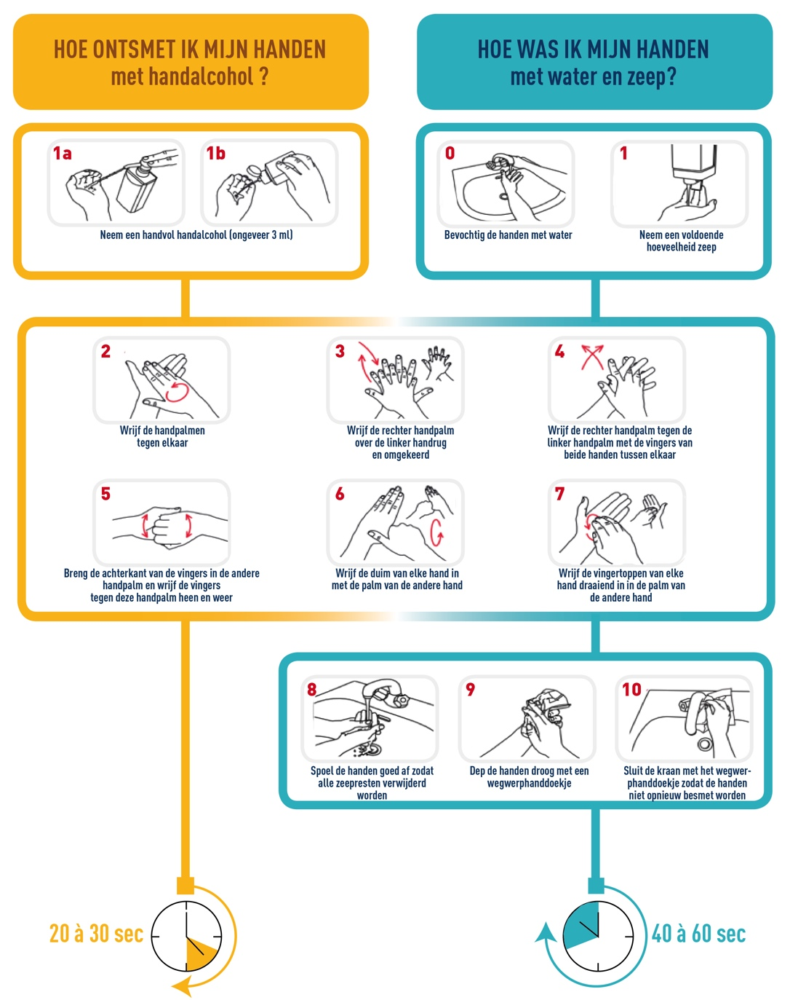 HOE ONTSMET IK MIJN HANDEN
met handalcohol ?
HOE WAS IK MIJN HANDEN
met water en zeep?
1a
1b
Neem een handvol handalcohol (ongeveer 3 ml)
0
Bevochtig de handen met water
1
Neem een voldoende
hoeveelheid zeep
2
Wrijf de handpalmen
tegen elkaar
3
Wrijf de rechter handpalm
over de linker handrug
en omgekeerd
4
Wrijf de rechter handpalm tegen de
linker handpalm met de vingers van
beide handen tussen elkaar
5
Breng de achterkant van de vingers in de andere
handpalm en wrijf de vingers
tegen deze handpalm heen en weer
6
Wrijf de duim van elke hand in
met de palm van de andere hand
7
Wrijf de vingertoppen van elke
hand draaiend in in de palm van
de andere hand
8
Spoel de handen goed af zodat
alle zeepresten verwijderd
worden
9
Dep de handen droog met een
wegwerphanddoekje
10
Sluit de kraan met het wegwer-
phanddoekje zodat de handen
niet opnieuw besmet worden
20 à 30 sec
40 à 60 sec